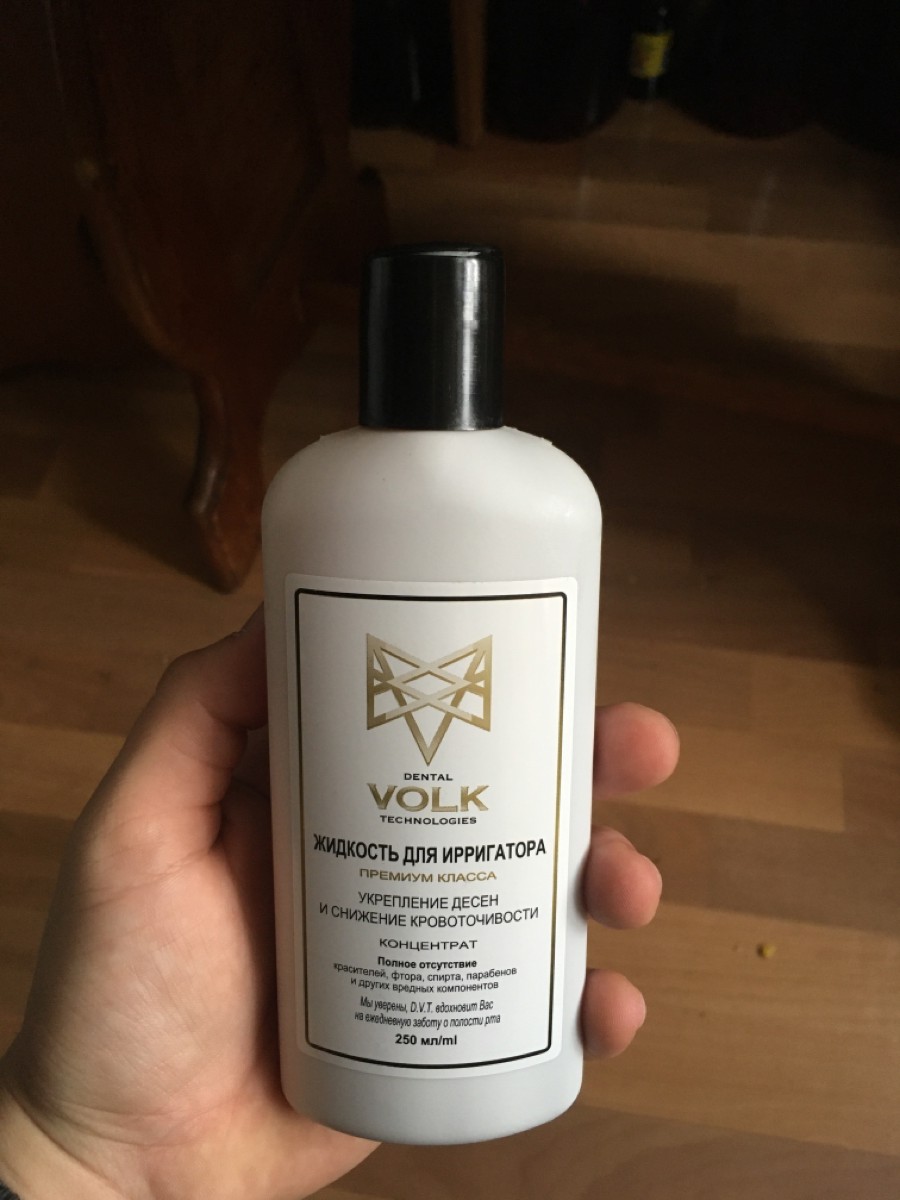 DENTAL
VOLK
TECHNOLOGIES
ЖИДКОСТЬ ДЛЯ ИРРИГАТОРА
ПРЕМИУМ КЛАССА
УКРЕПЛЕНИЕ ДЕСЕН
И СНИЖЕНИЕ КРОВОТОЧИВОСТИ
КОНЦЕНТРАТ
Полное отсутствие
красителей, фтора, спирта, парабенов
и других вредных компонентов
Мы уверены, D.V.T. вдохновит Вас
на ежедневную заботу о полости рта
250 мл/ml